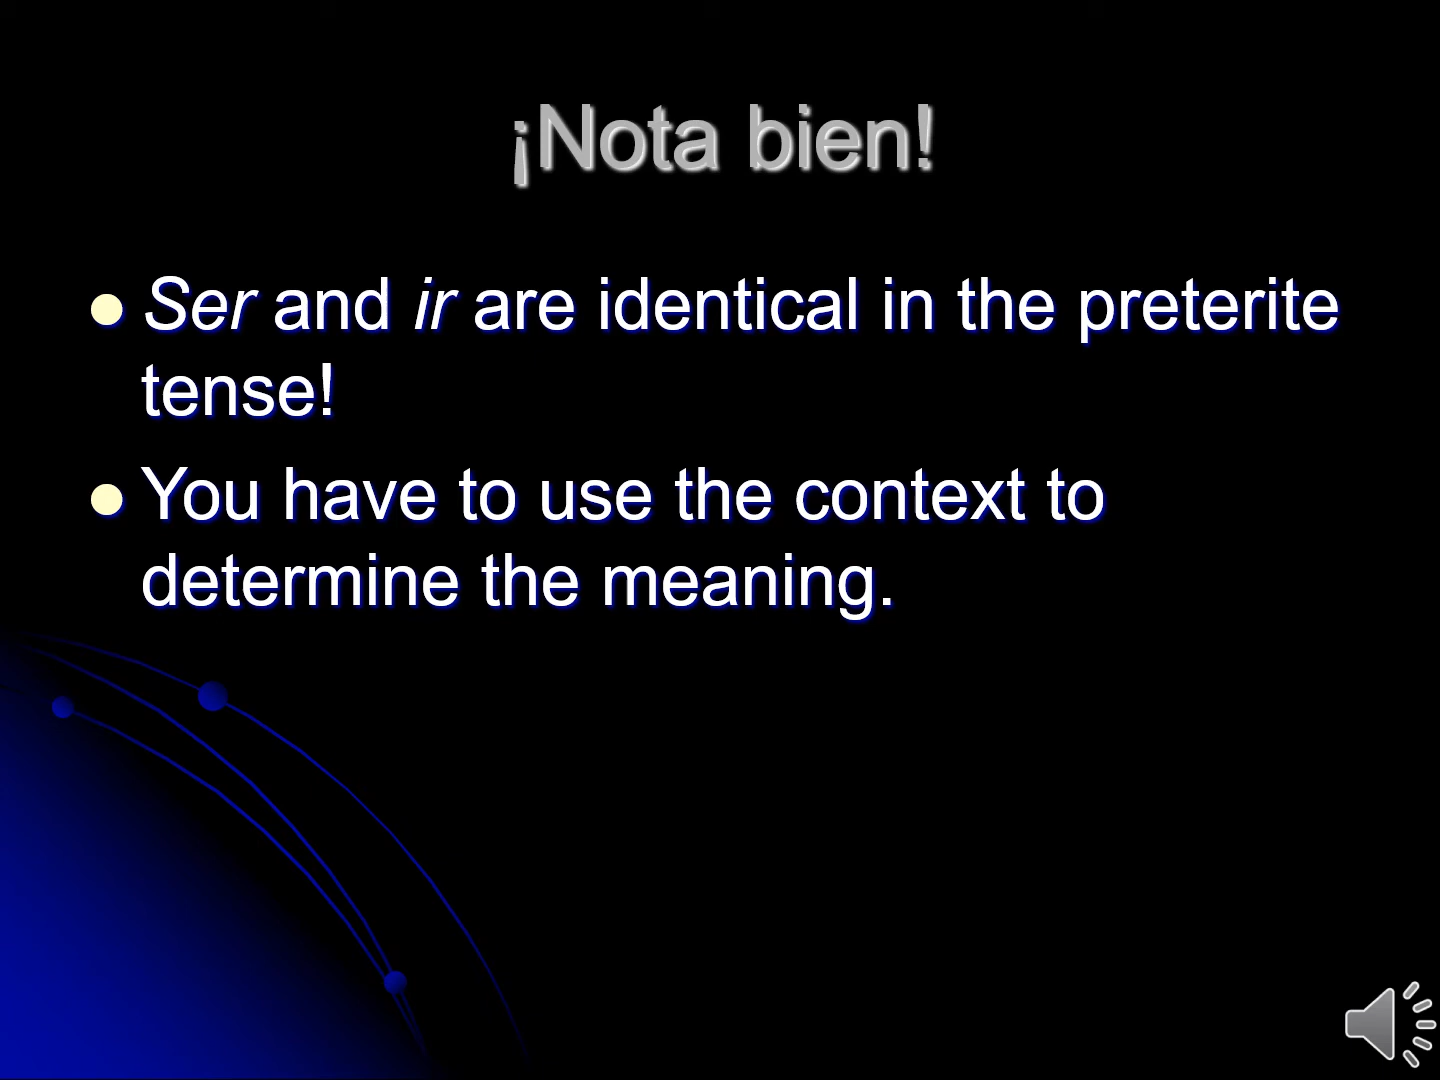 ¡Nota bien!
Ser and ir are identical in the preterite
tense!
You have to use the context to
determine the meaning.